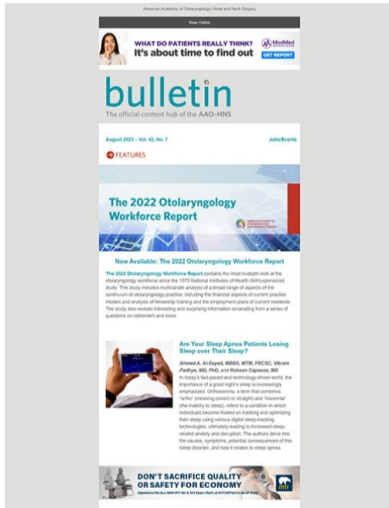 American Academy of Otolaryngology-Head and Neck Surgery
View Online
WHAT DO PATIENTS REALLY THINK?
It's about time to find out
ModMed
GET REPORT
bulletin
The official content hub of the AAO-HNS
August 2023 – Vol. 42, No. 7
Jobs/Events
FEATURES
The 2022 Otolaryngology
Workforce Report
Now Available: The 2022 Otolaryngology Workforce Report
The 2022 Otolaryngology Workforce Report contains the most in-depth look at the
otolaryngology workforce since the 1975 National Institutes of Health (NIH)-sponsored
study. This study includes multivariate analysis of a broad range of aspects of the
continuum of otolaryngology practice, including the financial aspects of current practice
models and analysis of fellowship training and the employment plans of current residents.
The study also reveals interesting and surprising information emanating from a series of
questions on retirement and more.
Are Your Sleep Apnea Patients Losing
Sleep over Their Sleep?
Ahmed A. Al-Sayed, MBBS, MTM, FRCSC, Vikram
Padhya, MD, PhD, and Robson Capasso, MD
In today's fast-paced and technology-driven world, the
importance of a good night's sleep is increasingly
emphasized. Orthosomnia, a term that combines
"ortho" (meaning correct or straight) and "insomnia"
(the inability to sleep), refers to a condition in which
individuals become fixated on tracking and optimizing
their sleep using various digital sleep-tracking
technologies, ultimately leading to increased sleep-
related anxiety and disruption. The authors delve into
the causes, symptoms, potential consequences of this
sleep disorder, and how it relates to sleep apnea.
DON'T SACRIFICE QUALITY
OR SAFETY FOR ECONOMY